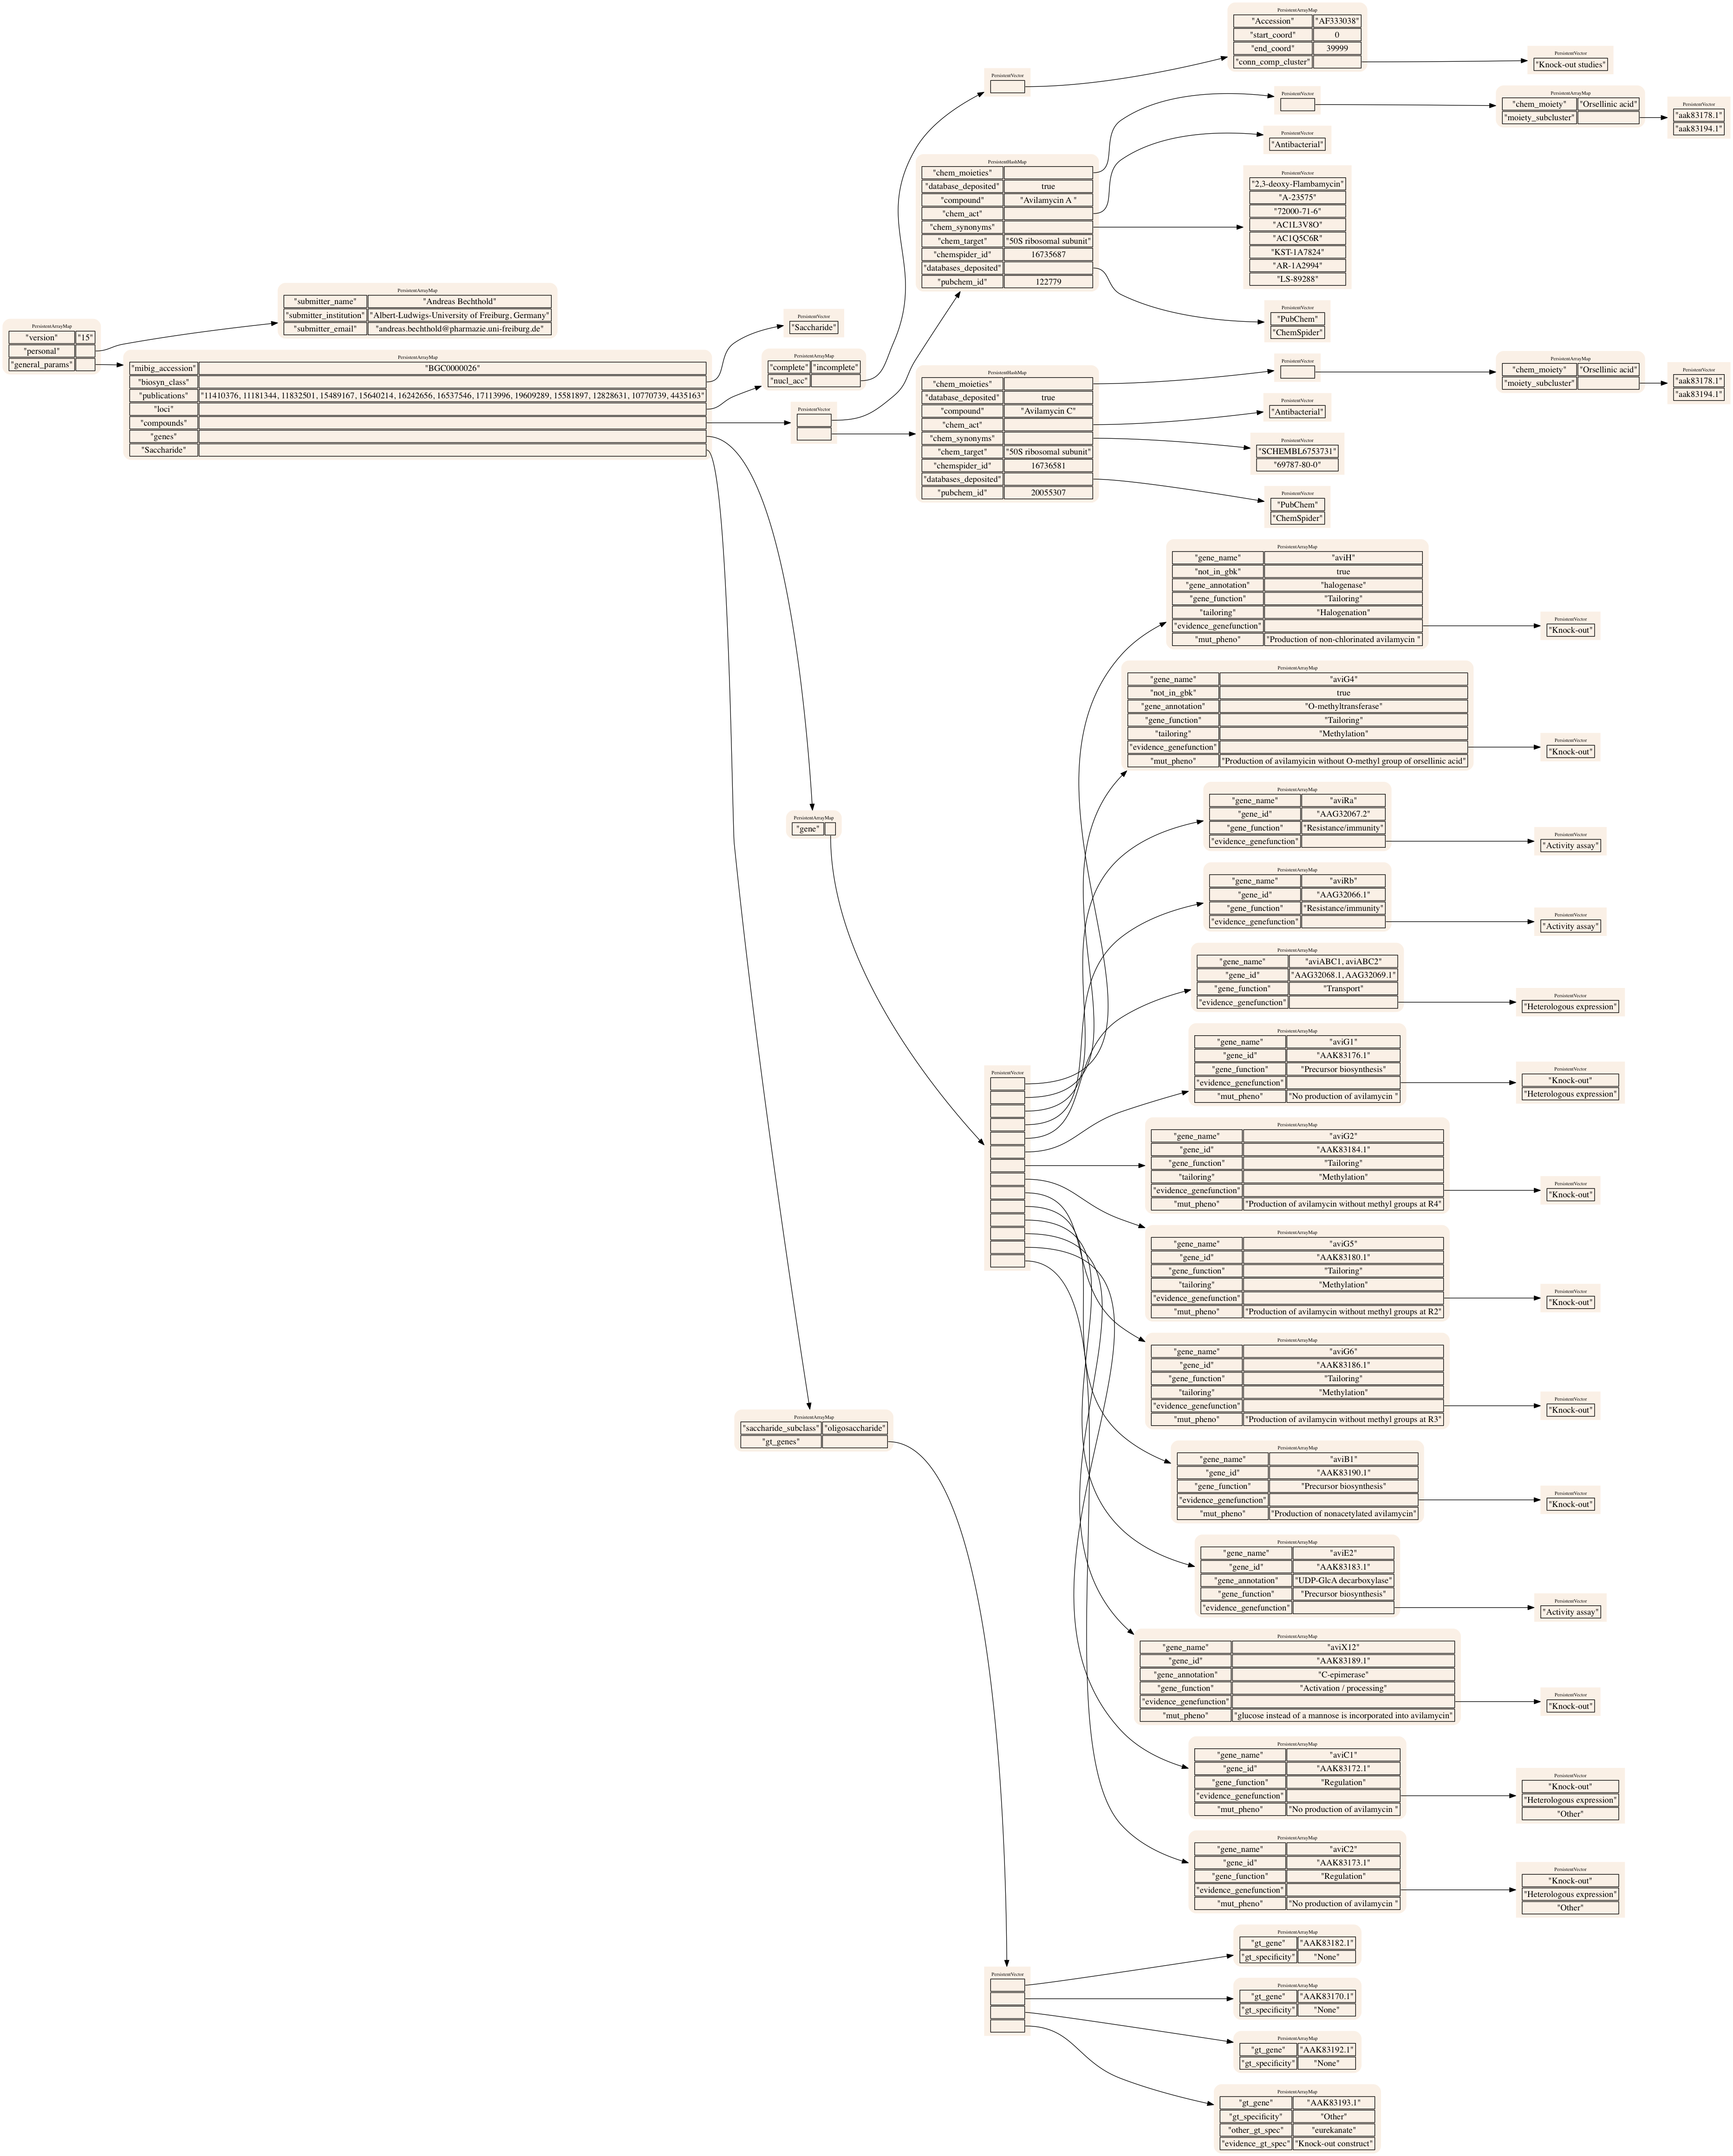 PersistentArrayMap
"version" "15"
"personal"
"general_params"
PersistentArrayMap
"submitter_name" "Andreas Bechthold"
"submitter_institution" "Albert-Ludwigs-University of Freiburg, Germany"
"submitter_email" "andreas.bechthold@pharmazie.uni-freiburg.de"
PersistentArrayMap
"mibig_accession" "BGC0000026"
"biosyn_class"
"publications" "11410376, 11181344, 11832501, 15489167, 15640214, 16242656, 16537546, 17113996, 19609289, 15581897, 12828631, 10770739, 4435163"
"loci"
"compounds"
"genes"
"Saccharide"
PersistentVector
"Saccharide"
PersistentArrayMap
"complete" "incomplete"
"nucl_acc"
PersistentVector
PersistentVector
PersistentArrayMap
"Accession" "AF333038"
"start_coord" 0
"end_coord" 39999
"conn_comp_cluster"
PersistentVector
"Knock-out studies"
PersistentHashMap
"chem_moieties"
"database_deposited" true
"compound" "Avilamycin A "
"chem_act"
"chem_synonyms"
"chem_target" "50S ribosomal subunit"
"chemspider_id" 16735687
"databases_deposited"
"pubchem_id" 122779
PersistentVector
PersistentArrayMap
"chem_moiety" "Orsellinic acid"
"moiety_subcluster"
PersistentVector
"aak83178.1"
"aak83194.1"
PersistentVector
"Antibacterial"
PersistentVector
"2,3-deoxy-Flambamycin"
"A-23575"
"72000-71-6"
"AC1L3V8O"
"AC1Q5C6R"
"KST-1A7824"
"AR-1A2994"
"LS-89288"
PersistentVector
"PubChem"
"ChemSpider"
PersistentHashMap
"chem_moieties"
"database_deposited" true
"compound" "Avilamycin C"
"chem_act"
"chem_synonyms"
"chem_target" "50S ribosomal subunit"
"chemspider_id" 16736581
"databases_deposited"
"pubchem_id" 20055307
PersistentVector
PersistentArrayMap
"chem_moiety" "Orsellinic acid"
"moiety_subcluster"
PersistentVector
"aak83178.1"
"aak83194.1"
PersistentVector
"Antibacterial"
PersistentVector
"SCHEMBL6753731"
"69787-80-0"
PersistentVector
"PubChem"
"ChemSpider"
PersistentArrayMap
"gene"
PersistentVector
PersistentArrayMap
"gene_name" "aviH"
"not_in_gbk" true
"gene_annotation" "halogenase"
"gene_function" "Tailoring"
"tailoring" "Halogenation"
"evidence_genefunction"
"mut_pheno" "Production of non-chlorinated avilamycin "
PersistentVector
"Knock-out"
PersistentArrayMap
"gene_name" "aviG4"
"not_in_gbk" true
"gene_annotation" "O-methyltransferase"
"gene_function" "Tailoring"
"tailoring" "Methylation"
"evidence_genefunction"
"mut_pheno" "Production of avilamyicin without O-methyl group of orsellinic acid"
PersistentVector
"Knock-out"
PersistentArrayMap
"gene_name" "aviRa"
"gene_id" "AAG32067.2"
"gene_function" "Resistance/immunity"
"evidence_genefunction"
PersistentVector
"Activity assay"
PersistentArrayMap
"gene_name" "aviRb"
"gene_id" "AAG32066.1"
"gene_function" "Resistance/immunity"
"evidence_genefunction"
PersistentVector
"Activity assay"
PersistentArrayMap
"gene_name" "aviABC1, aviABC2"
"gene_id" "AAG32068.1, AAG32069.1"
"gene_function" "Transport"
"evidence_genefunction"
PersistentVector
"Heterologous expression"
PersistentArrayMap
"gene_name" "aviG1"
"gene_id" "AAK83176.1"
"gene_function" "Precursor biosynthesis"
"evidence_genefunction"
"mut_pheno" "No production of avilamycin "
PersistentVector
"Knock-out"
"Heterologous expression"
PersistentArrayMap
"gene_name" "aviG2"
"gene_id" "AAK83184.1"
"gene_function" "Tailoring"
"tailoring" "Methylation"
"evidence_genefunction"
"mut_pheno" "Production of avilamycin without methyl groups at R4"
PersistentVector
"Knock-out"
PersistentArrayMap
"gene_name" "aviG5"
"gene_id" "AAK83180.1"
"gene_function" "Tailoring"
"tailoring" "Methylation"
"evidence_genefunction"
"mut_pheno" "Production of avilamycin without methyl groups at R2"
PersistentVector
"Knock-out"
PersistentArrayMap
"gene_name" "aviG6"
"gene_id" "AAK83186.1"
"gene_function" "Tailoring"
"tailoring" "Methylation"
"evidence_genefunction"
"mut_pheno" "Production of avilamycin without methyl groups at R3"
PersistentVector
"Knock-out"
PersistentArrayMap
"gene_name" "aviB1"
"gene_id" "AAK83190.1"
"gene_function" "Precursor biosynthesis"
"evidence_genefunction"
"mut_pheno" "Production of nonacetylated avilamycin"
PersistentVector
"Knock-out"
PersistentArrayMap
"gene_name" "aviE2"
"gene_id" "AAK83183.1"
"gene_annotation" "UDP-GlcA decarboxylase"
"gene_function" "Precursor biosynthesis"
"evidence_genefunction"
PersistentVector
"Activity assay"
PersistentArrayMap
"gene_name" "aviX12"
"gene_id" "AAK83189.1"
"gene_annotation" "C-epimerase"
"gene_function" "Activation / processing"
"evidence_genefunction"
"mut_pheno" "glucose instead of a mannose is incorporated into avilamycin"
PersistentVector
"Knock-out"
PersistentArrayMap
"gene_name" "aviC1"
"gene_id" "AAK83172.1"
"gene_function" "Regulation"
"evidence_genefunction"
"mut_pheno" "No production of avilamycin "
PersistentVector
"Knock-out"
"Heterologous expression"
"Other"
PersistentArrayMap
"gene_name" "aviC2"
"gene_id" "AAK83173.1"
"gene_function" "Regulation"
"evidence_genefunction"
"mut_pheno" "No production of avilamycin "
PersistentVector
"Knock-out"
"Heterologous expression"
"Other"
PersistentArrayMap
"saccharide_subclass" "oligosaccharide"
"gt_genes"
PersistentVector
PersistentArrayMap
"gt_gene" "AAK83182.1"
"gt_specificity" "None"
PersistentArrayMap
"gt_gene" "AAK83170.1"
"gt_specificity" "None"
PersistentArrayMap
"gt_gene" "AAK83192.1"
"gt_specificity" "None"
PersistentArrayMap
"gt_gene" "AAK83193.1"
"gt_specificity" "Other"
"other_gt_spec" "eurekanate"
"evidence_gt_spec" "Knock-out construct"